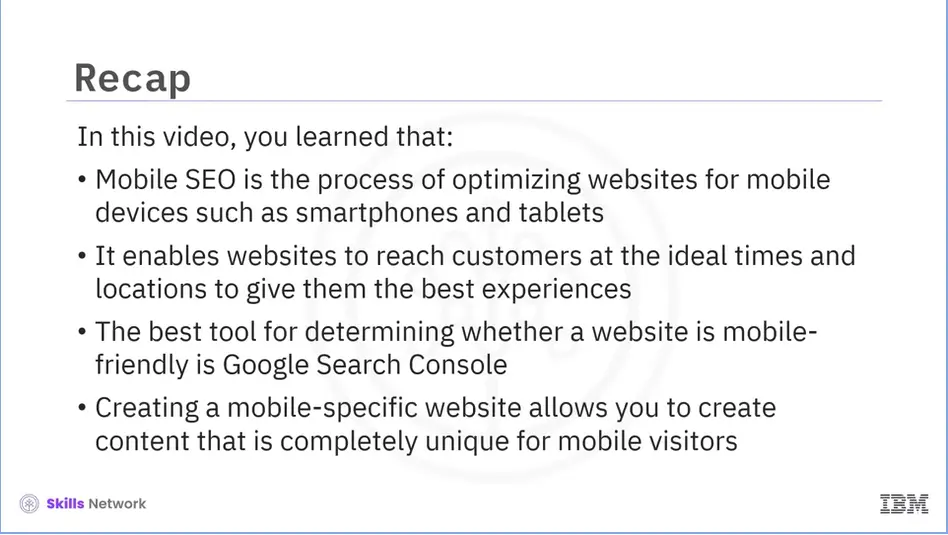 Recap
In this video, you learned that:
• Mobile SEO is the process of optimizing websites for mobile
devices such as smartphones and tablets
• It enables websites to reach customers at the ideal times and
locations to give them the best experiences
• The best tool for determining whether a website is mobile-
friendly is Google Search Console
• Creating a mobile-specific website allows you to create
content that is completely unique for mobile visitors
Skills Network
IBM